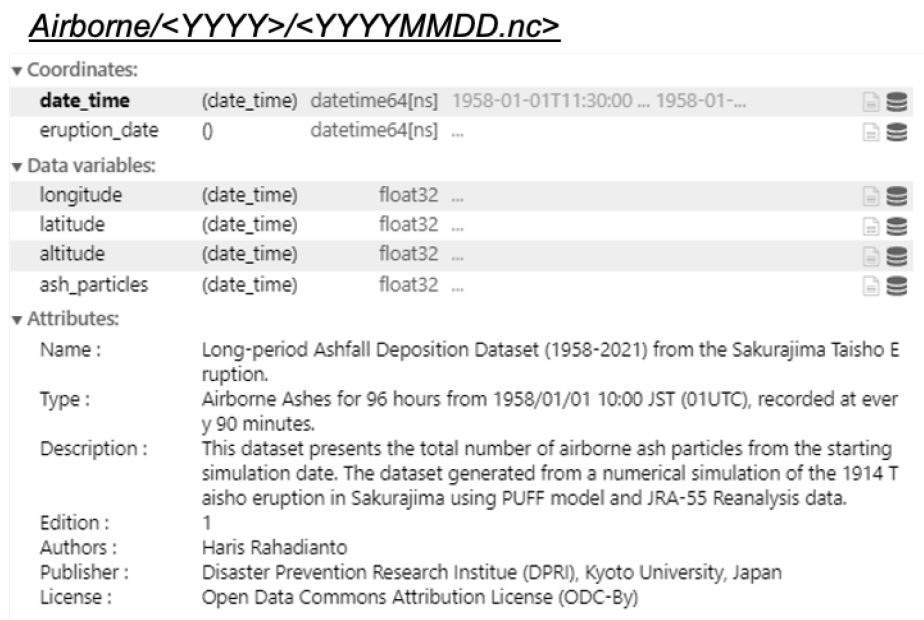 Airborne/<YYYY>/<YYYYMMDD.nc>
▼ Coordinates:
date_time (date_time) datetime64[ns] 1958-01-01T11:30:00 ... 1958-01-...
eruption_date () datetime64[ns] ...
▼ Data variables:
longitude (date_time) float32 ...
latitude (date_time) float32 ...
altitude (date_time) float32 ...
ash_particles (date_time) float32 ...
▼ Attributes:
Name : Long-period Ashfall Deposition Dataset (1958-2021) from the Sakurajima Taisho E
ruption.
Type : Airborne Ashes for 96 hours from 1958/01/01 10:00 JST (01UTC), recorded at ever
y 90 minutes.
Description : This dataset presents the total number of airborne ash particles from the starting
simulation date. The dataset generated from a numerical simulation of the 1914 T
aisho eruption in Sakurajima using PUFF model and JRA-55 Reanalysis data.
Edition : 1
Authors : Haris Rahadianto
Publisher : Disaster Prevention Research Institue (DPRI), Kyoto University, Japan
License : Open Data Commons Attribution License (ODC-By)